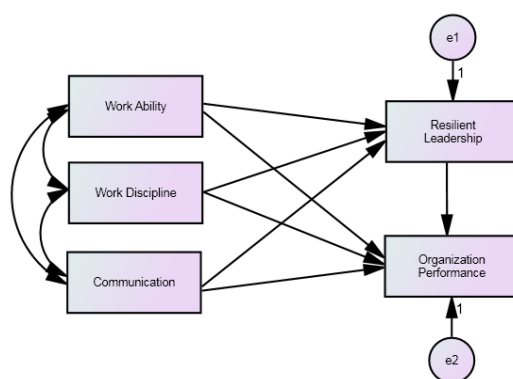 e1
1
Work Ability
Resilient
Leadership
Work Discipline
Communication
Organization
Performance
1
e2